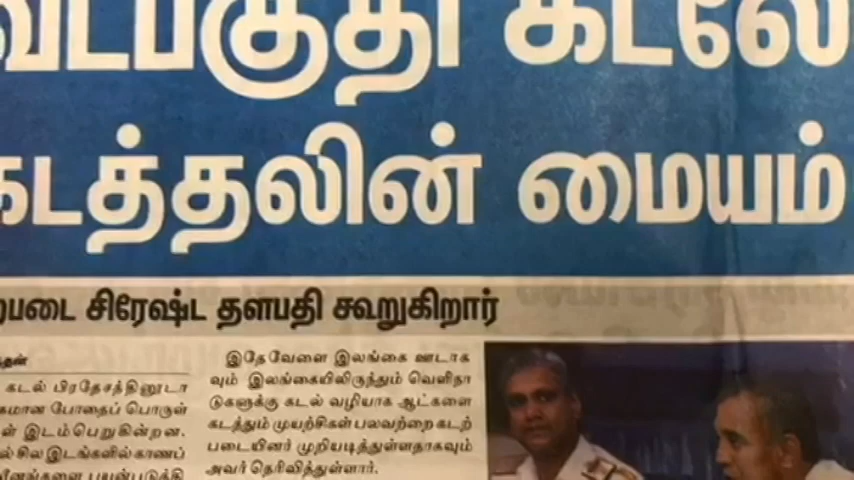 வடபகுதி கடலே
கடத்தலின் மையம்
சிரேஷ்ட தளபதி கூறுகிறார்
கடல் பிரதேசத்தினூடா
போதைப் பொருள்
இடம்பெறுகின்றன.
சில இடங்களில் காணப்
இதேவேளை இலங்கை ஊடாக
வும் இலங்கையிலிருந்தும் வெளிநா
டுகளுக்கு கடல் வழியாக ஆட்களை
கடத்தும் முயற்சிகள் பலவற்றை கடற்
படையினர் முறியடித்துள்ளதாகவும்
அவர் தெரிவித்துள்ளார்.